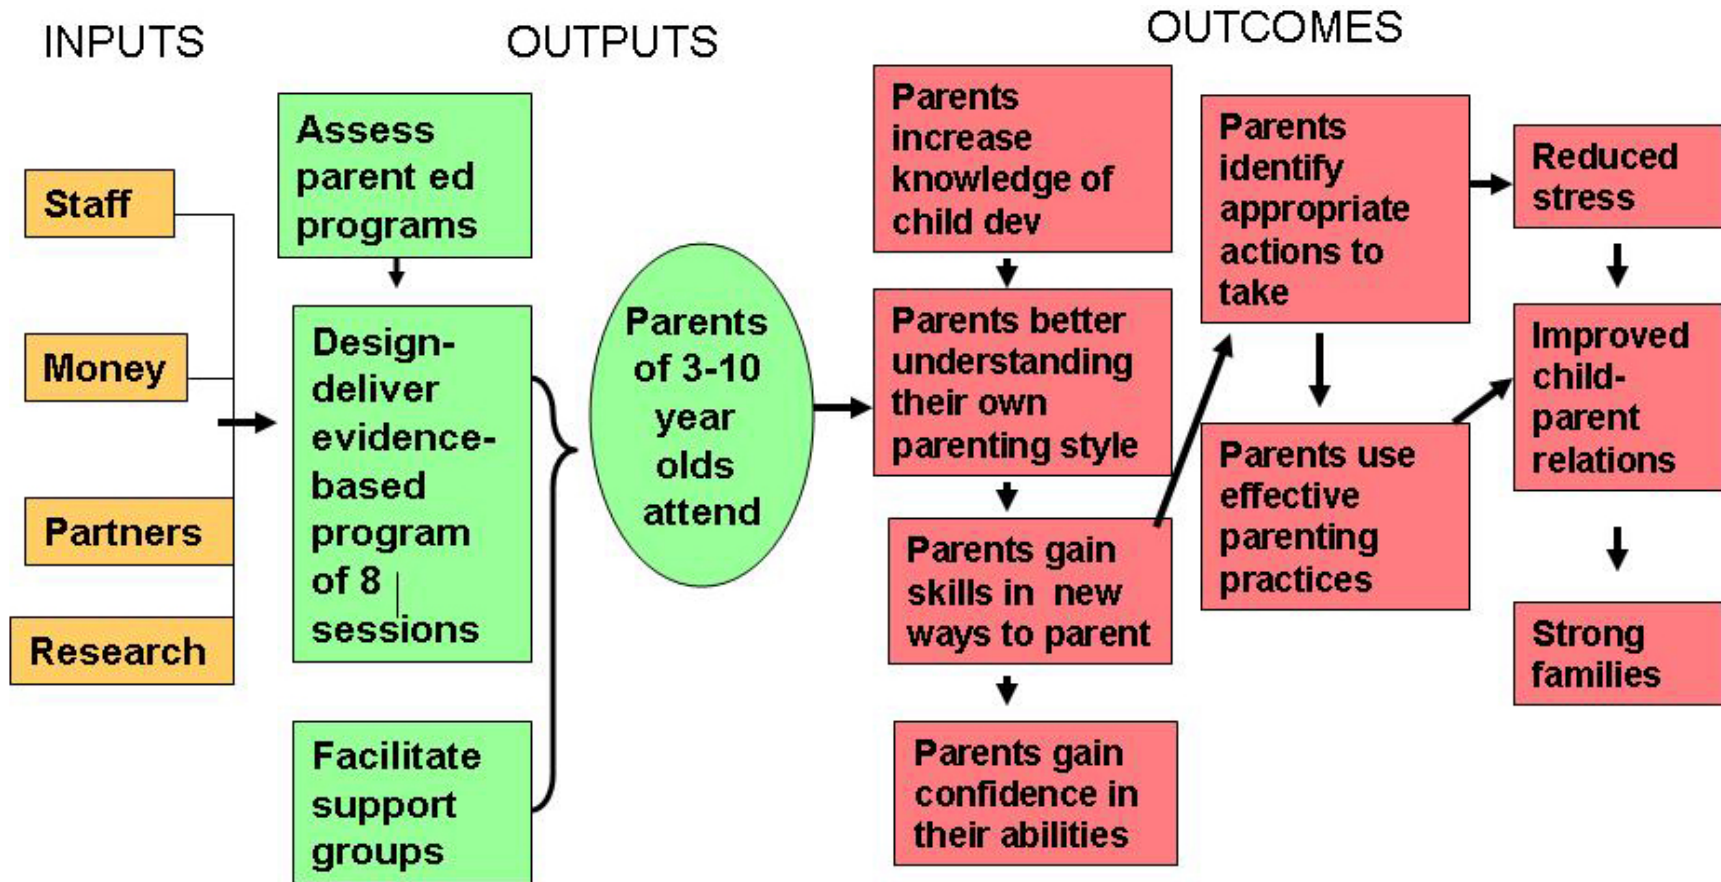 INPUTS
OUTPUTS
OUTCOMES
Staff
Money
Partners
Research
Assess
parent ed
programs
Design-
deliver
evidence-
based
program
of 8
sessions
Facilitate
support
groups
Parents
of 3-10
year
olds
attend
Parents
increase
knowledge of
child dev
Parents better
understanding
their own
parenting style
Parents gain
skills in new
ways to parent
Parents gain
confidence in
their abilities
Parents
identify
appropriate
actions to
take
Parents use
effective
parenting
practices
Reduced
stress
Improved
child-
parent
relations
Strong
families